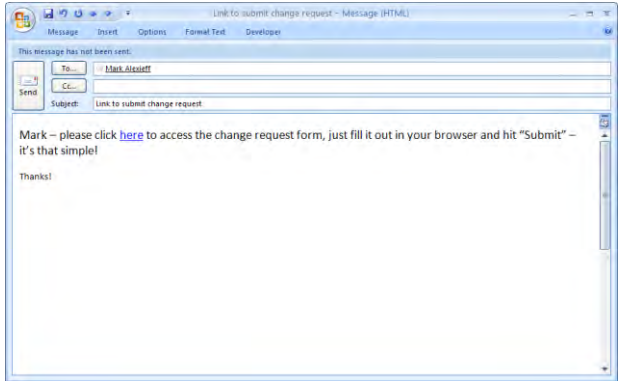 Link to submit change request - Message (HTML)
Message Insert Options Format Text Developer
This message has not been sent.
To... Mark Alexieff
Send
Cc...
Subject: Link to submit change request
Mark – please click here to access the change request form, just fill it out in your browser and hit “Submit” –
it’s that simple!
Thanks!